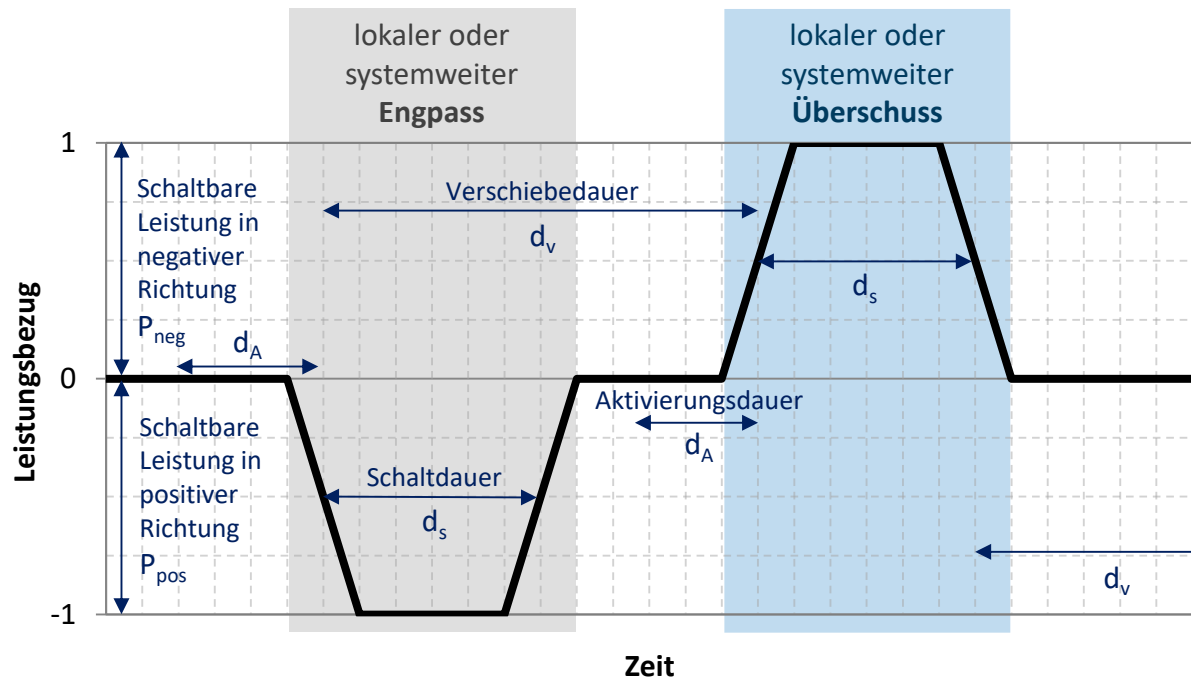 lokaler oder
systemweiter
Engpass
lokaler oder
systemweiter
Überschuss
1
0
-1
Leistungsbezug
Schaltbare
Leistung in
negativer
Richtung
Pneg
dA
Verschiebedauer
dv
ds
Schaltbare
Leistung in
positiver
Richtung
Ppos
Schaltdauer
ds
Aktivierungsdauer
dA
dv
Zeit